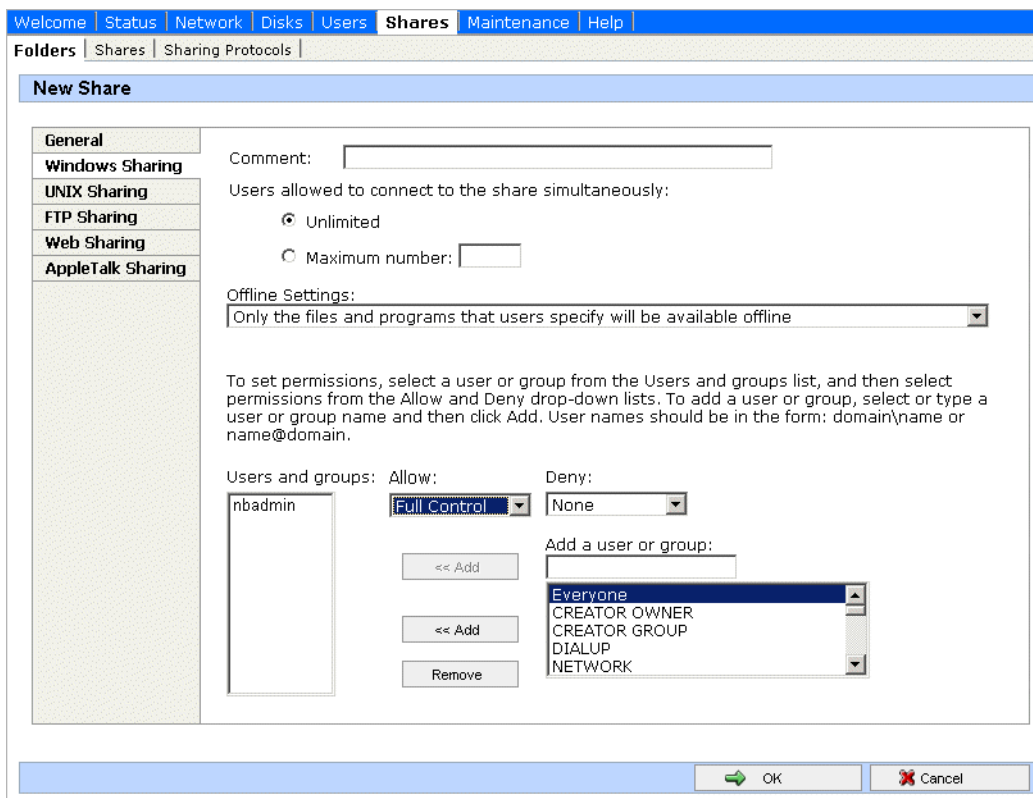 Welcome | Status | Network | Disks | Users | Shares | Maintenance | Help |
Folders | Shares | Sharing Protocols |
New Share
General
Windows Sharing
UNIX Sharing
FTP Sharing
Web Sharing
AppleTalk Sharing
Comment:
Users allowed to connect to the share simultaneously:
Unlimited
Maximum number:
Offline Settings:
Only the files and programs that users specify will be available offline
To set permissions, select a user or group from the Users and groups list, and then select
permissions from the Allow and Deny drop-down lists. To add a user or group, select or type a
user or group name and then click Add. User names should be in the form: domain\name or
name@domain.
Users and groups: Allow: Deny:
nbadmin Full Control None
Add a user or group:
<< Add
Everyone
CREATOR OWNER
<< Add CREATOR GROUP
DIALUP
Remove NETWORK
OK Cancel